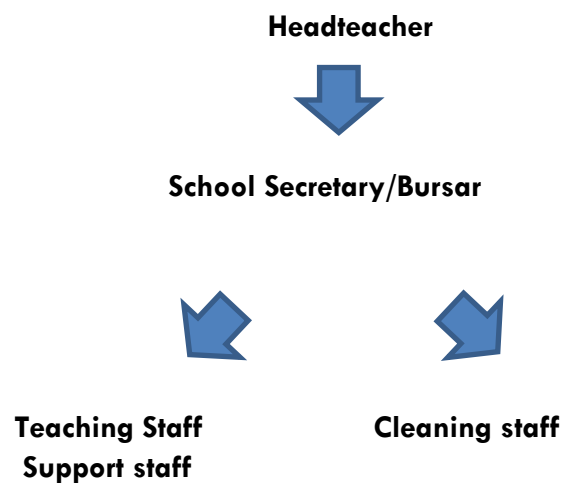 Headteacher
School Secretary/Bursar
Teaching Staff
Support staff
Cleaning staff